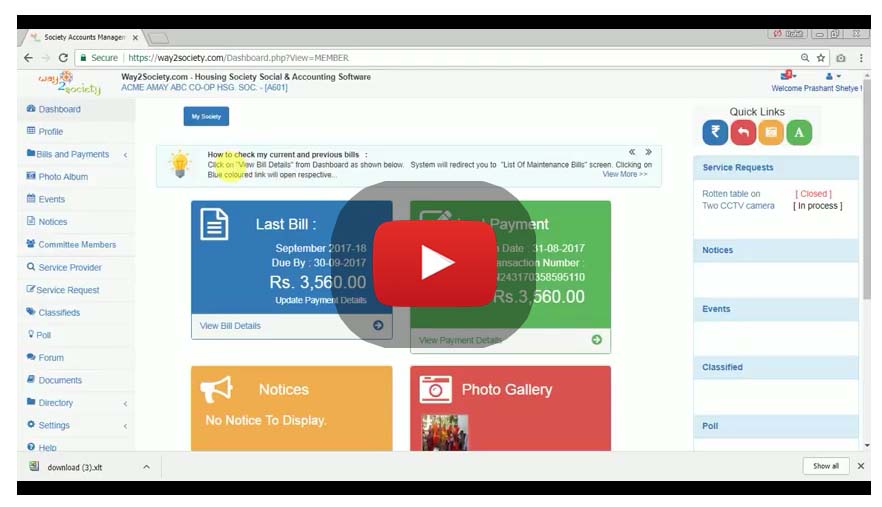 Society Accounts Manager
Rohit
Secure
https://way2society.com/Dashboard.php?View=MEMBER
way
2society
Way2Society.com - Housing Society Social & Accounting Software
ACME AMAY ABC CO-OP HSG. SOC. - [A601]
Welcome Prashant Shetye !
Dashboard
Profile
Bills and Payments
Photo Album
Events
Notices
Committee Members
Service Provider
Service Request
Classifieds
Poll
Forum
Documents
Directory
Settings
Help
My Society
How to check my current and previous bills :
Click on "View Bill Details" from Dashboard as shown below. System will redirect you to "List Of Maintenance Bills" screen. Clicking on
Blue coloured link will open respective...
View More >>
Last Bill :
September 2017-18
Due By : 30-09-2017
Rs. 3,560.00
Update Payment Details
View Bill Details
Payment
Date : 31-08-2017
Transaction Number :
N243170358595110
Rs.3,560.00
View Payment Details
Notices
No Notice To Display.
Photo Gallery
Quick Links
₹
A
Service Requests
Rotten table on [ Closed ]
Two CCTV camera [ In process ]
Notices
Events
Classified
Poll
download (3).xlt
Show all